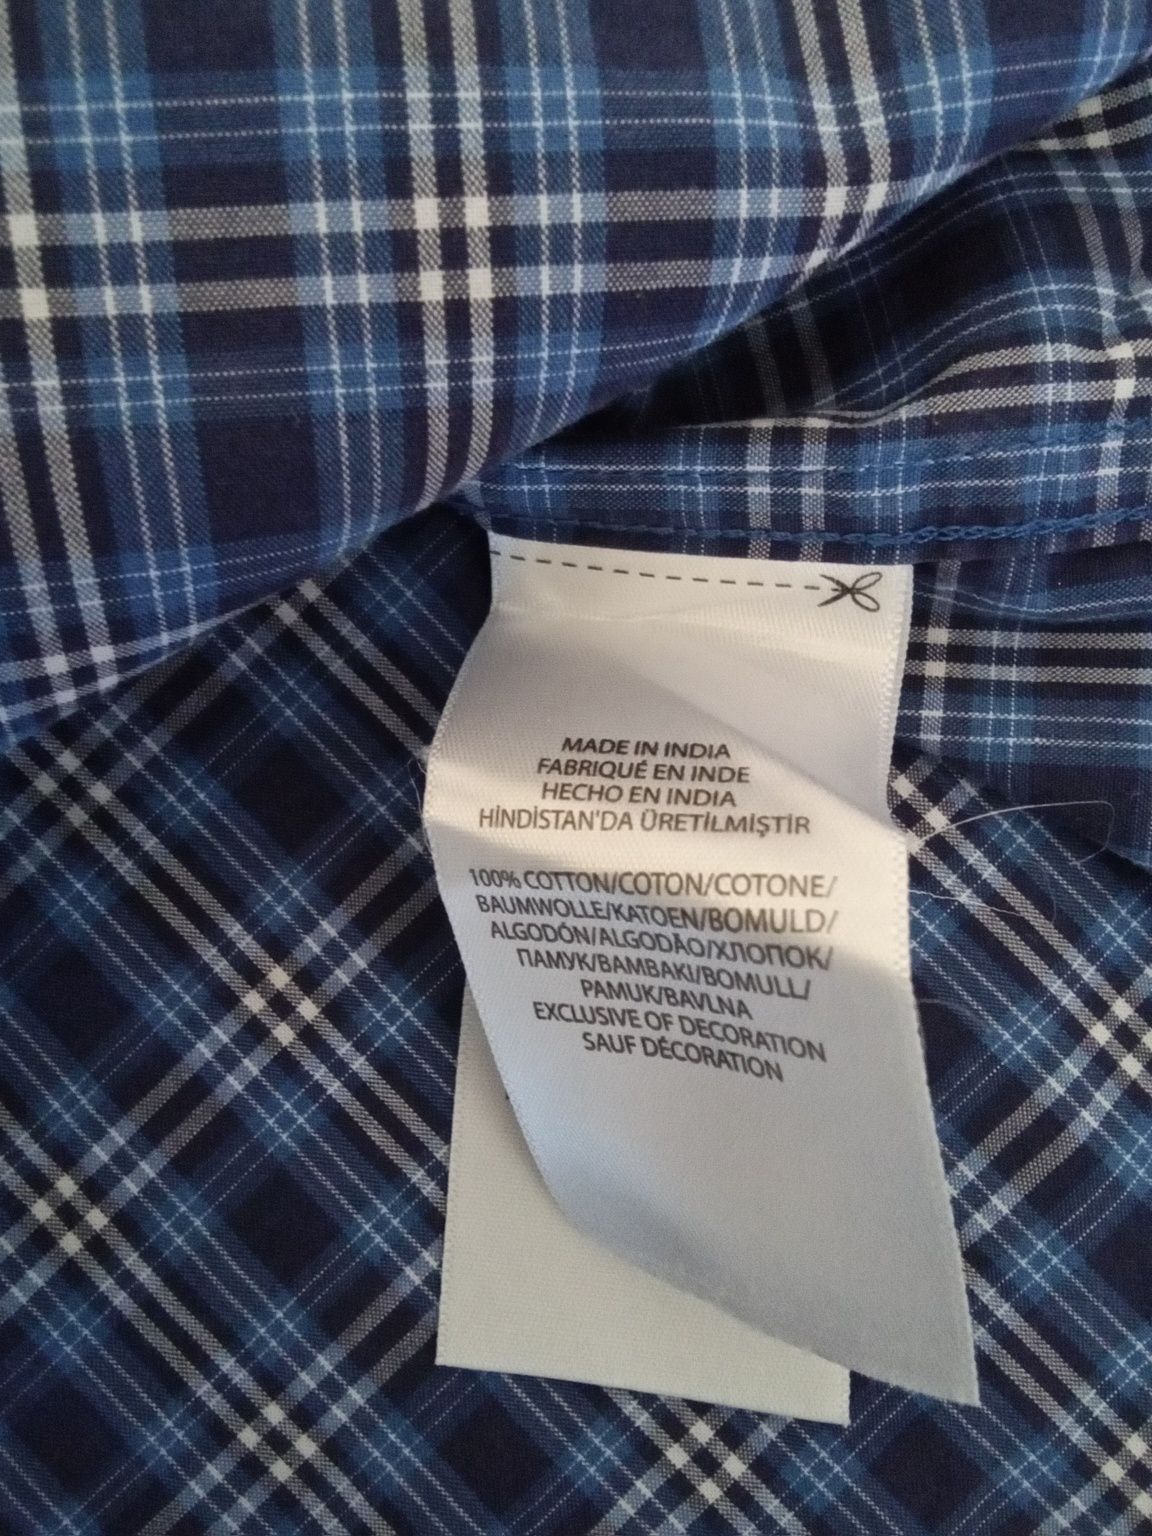 MADE IN INDIA
FABRIQUÉ EN INDE
HECHO EN INDIA
HİNDİSTAN'DA ÜRETİLMİŞTİR
100% COTTON/COTON/COTONE/
BAUMWOLLE/KATOEN/BOMULD/
ALGODÓN/ALGODÃO/ХЛОПОК/
ПАМУК/BAMBAKI/BOMULL/
PAMUK/BAVLNA
EXCLUSIVE OF DECORATION
SAUF DÉCORATION